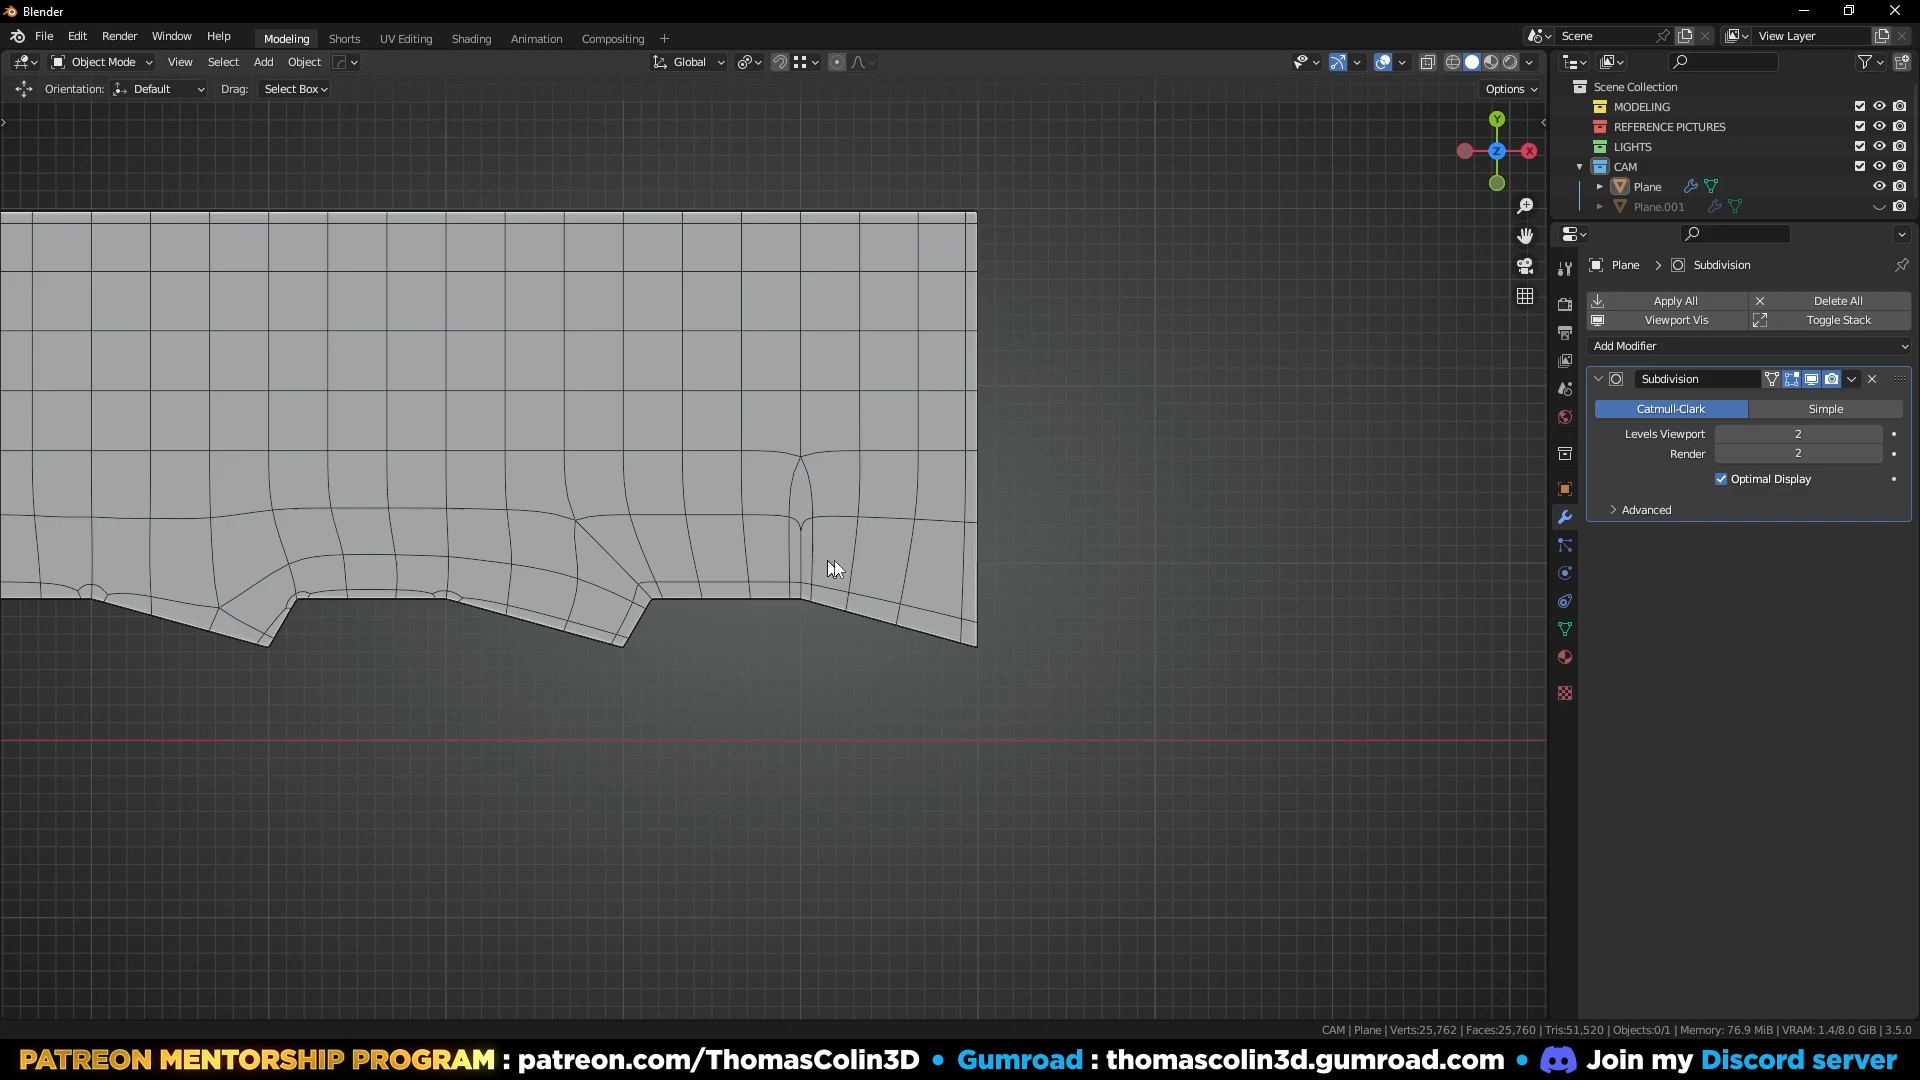 Blender
File Edit Render Window Help
Modeling Shorts UV Editing Shading Animation Compositing +
Scene
View Layer
Object Mode View Select Add Object
Global
Orientation: Default Drag: Select Box
Options
Y
Z
X
Scene Collection
MODELING
REFERENCE PICTURES
LIGHTS
CAM
Plane
Plane.001
Plane > Subdivision
Apply All
Delete All
Viewport Vis
Toggle Stack
Add Modifier
Subdivision
Catmull-Clark
Simple
Levels Viewport 2
Render 2
Optimal Display
Advanced
CAM | Plane | Verts:25,762 | Faces:25,760 | Tris:51,520 | Objects:0/1 | Memory: 76.9 MiB | VRAM: 1.4/8.0 GiB | 3.5.0
PATREON MENTORSHIP PROGRAM : patreon.com/ThomasColin3D • Gumroad : thomascolin3d.gumroad.com • Join my Discord server